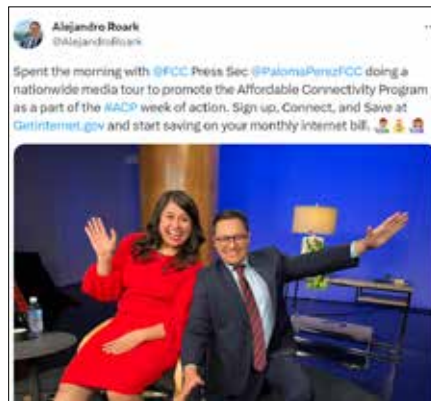 Alejandro Roark
@AlejandroRoark
Spent the morning with @FCC Press Sec @PalomaPerezFCC doing a
nationwide media tour to promote the Affordable Connectivity Program
as a part of the #ACP week of action. Sign up, Connect, and Save at
Getinternet.gov and start saving on your monthly internet bill.